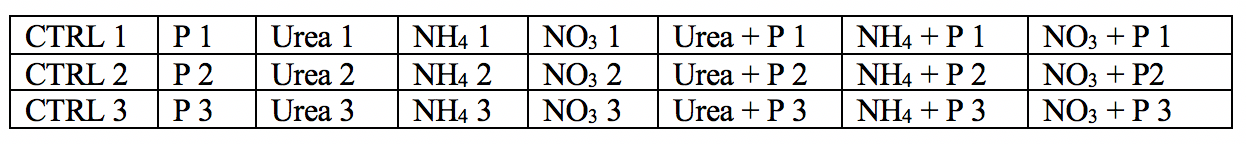 CTRL 1 P 1 Urea 1 NH₄ 1 NO₃ 1 Urea + P 1 NH₄ + P 1 NO₃ + P 1
CTRL 2 P 2 Urea 2 NH₄ 2 NO₃ 2 Urea + P 2 NH₄ + P 2 NO₃ + P2
CTRL 3 P 3 Urea 3 NH₄ 3 NO₃ 3 Urea + P 3 NH₄ + P 3 NO₃ + P 3